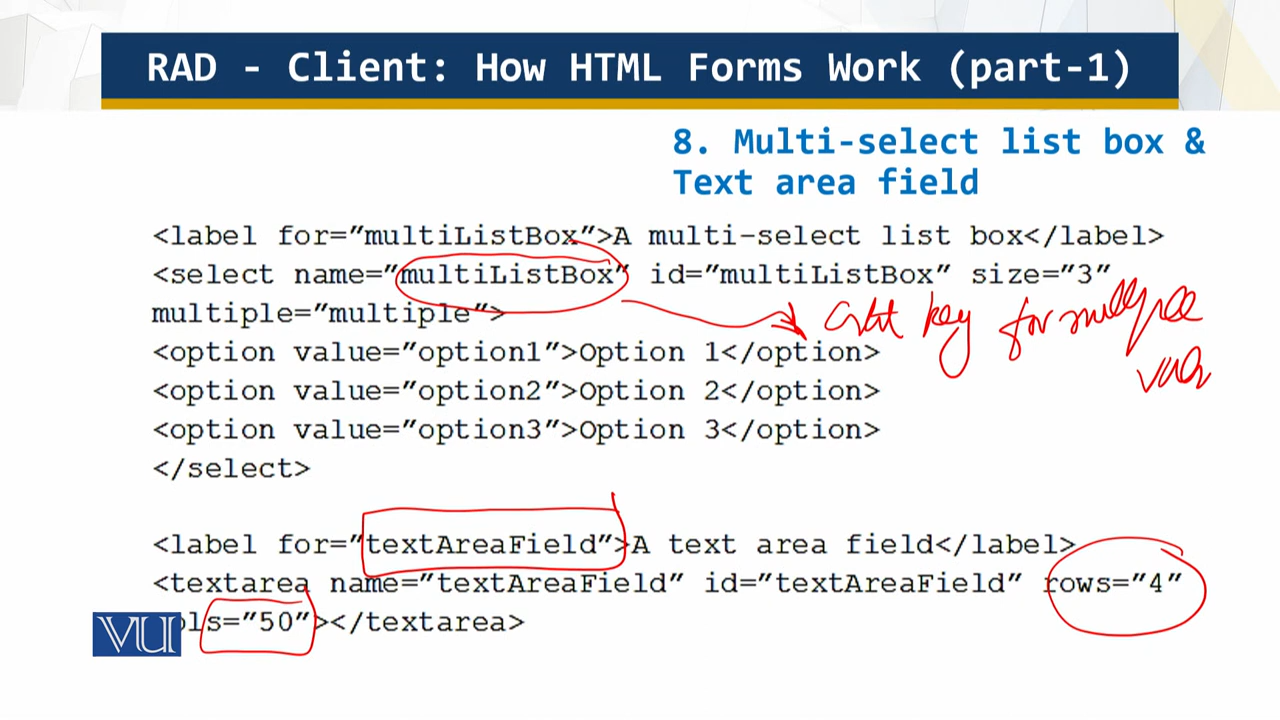 RAD - Client: How HTML Forms Work (part-1)
8. Multi-select list box &
Text area field
<label for=”multiListBox”>A multi-select list box</label>
<select name=”multiListBox” id=”multiListBox” size=”3”
multiple=”multiple”>
key for multiple
<option value=”option1”>Option 1</option>
<option value=”option2”>Option 2</option>
<option value=”option3”>Option 3</option>
</select>
<label for=”textAreaField”>A text area field</label>
<textarea name=”textAreaField” id=”textAreaField” rows=”4”
ols=”50”></textarea>
VU